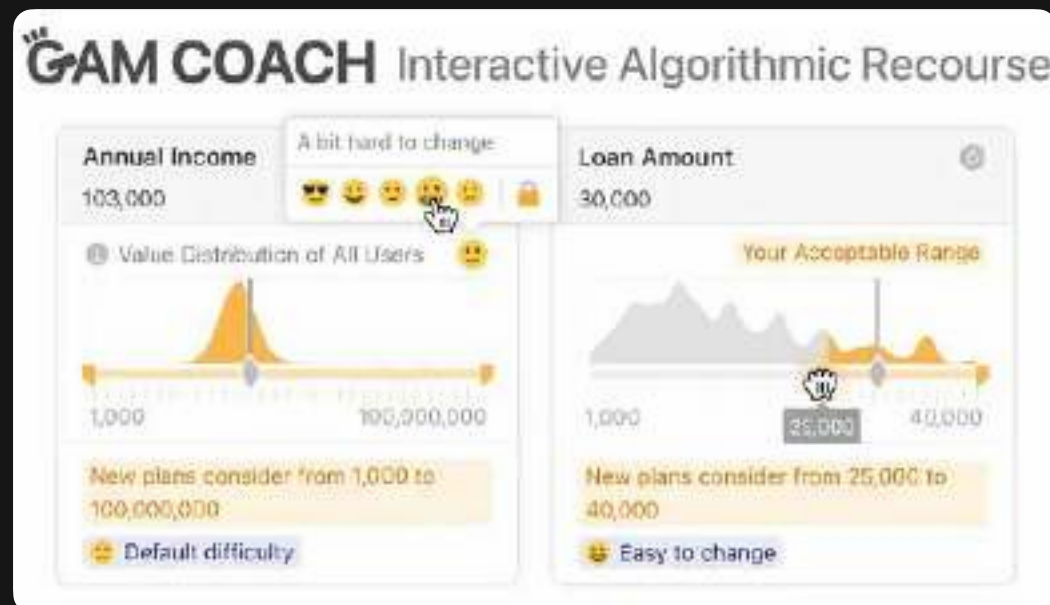 GAM COACH Interactive Algorithmic Recourse
A bit hard to change
Annual Income
103,000
Loan Amount
30,000
Value Distribution of All Users
Your Acceptable Range
1,000
100,000,000
1,000
25,000
40,000
New plans consider from 1,000 to
100,000,000
New plans consider from 25,000 to
40,000
Default difficulty
Easy to change